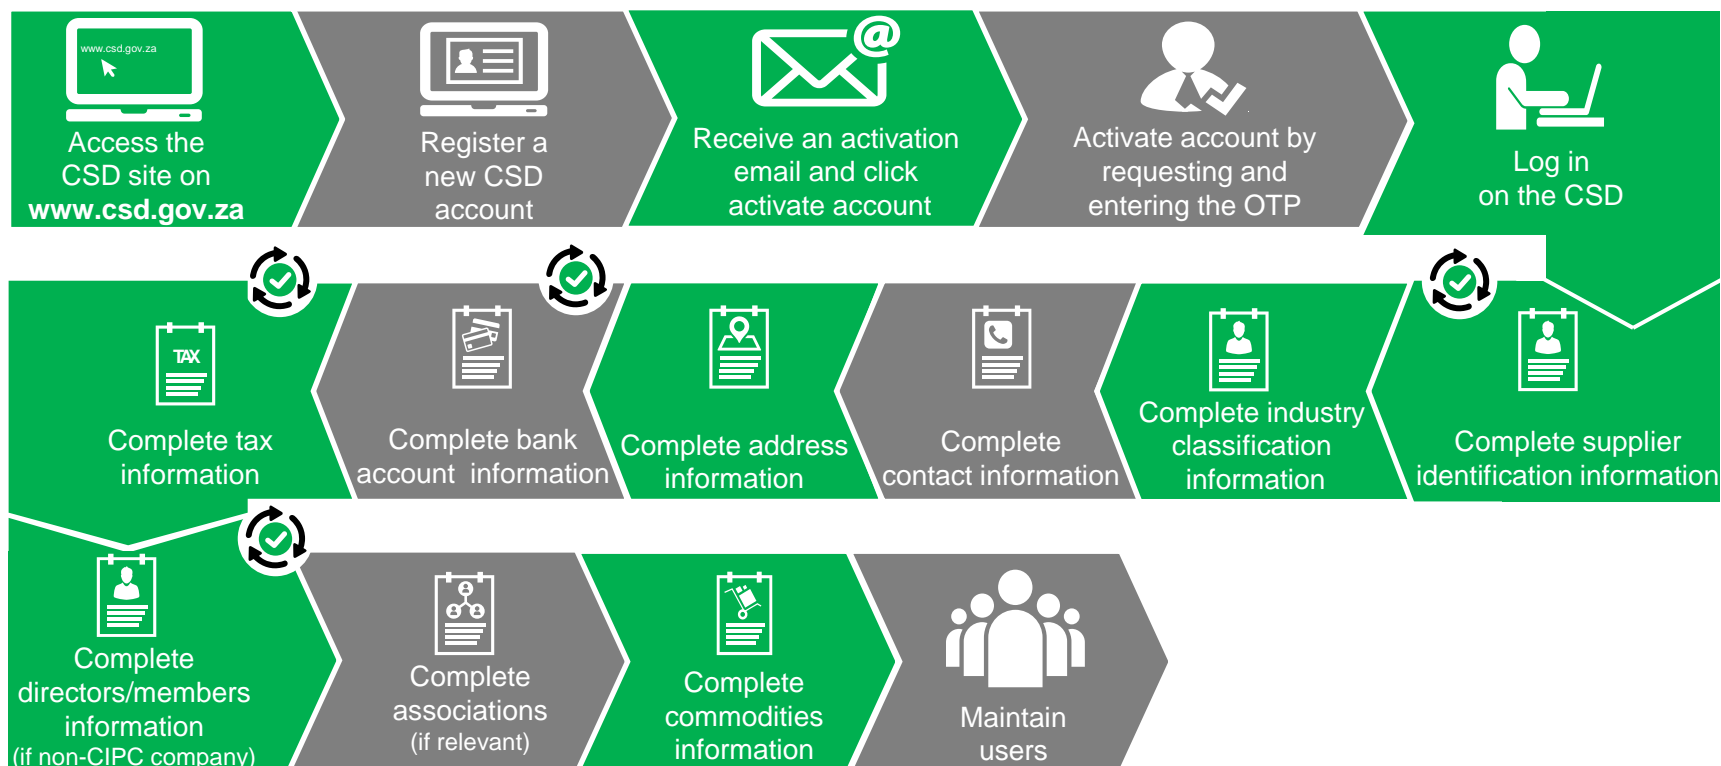 www.csd.gov.za
Access the
CSD site on
www.csd.gov.za
Register a
new CSD
account
@
Receive an activation
email and click
activate account
Activate account by
requesting and
entering the OTP
Log in
on the CSD
Complete supplier
identification information
Complete industry
classification
information
Complete
contact information
Complete address
information
Complete bank
account information
TAX
Complete tax
information
Complete
directors/members
information
(if non-CIPC company)
Complete
associations
(if relevant)
Complete
commodities
information
Maintain
users